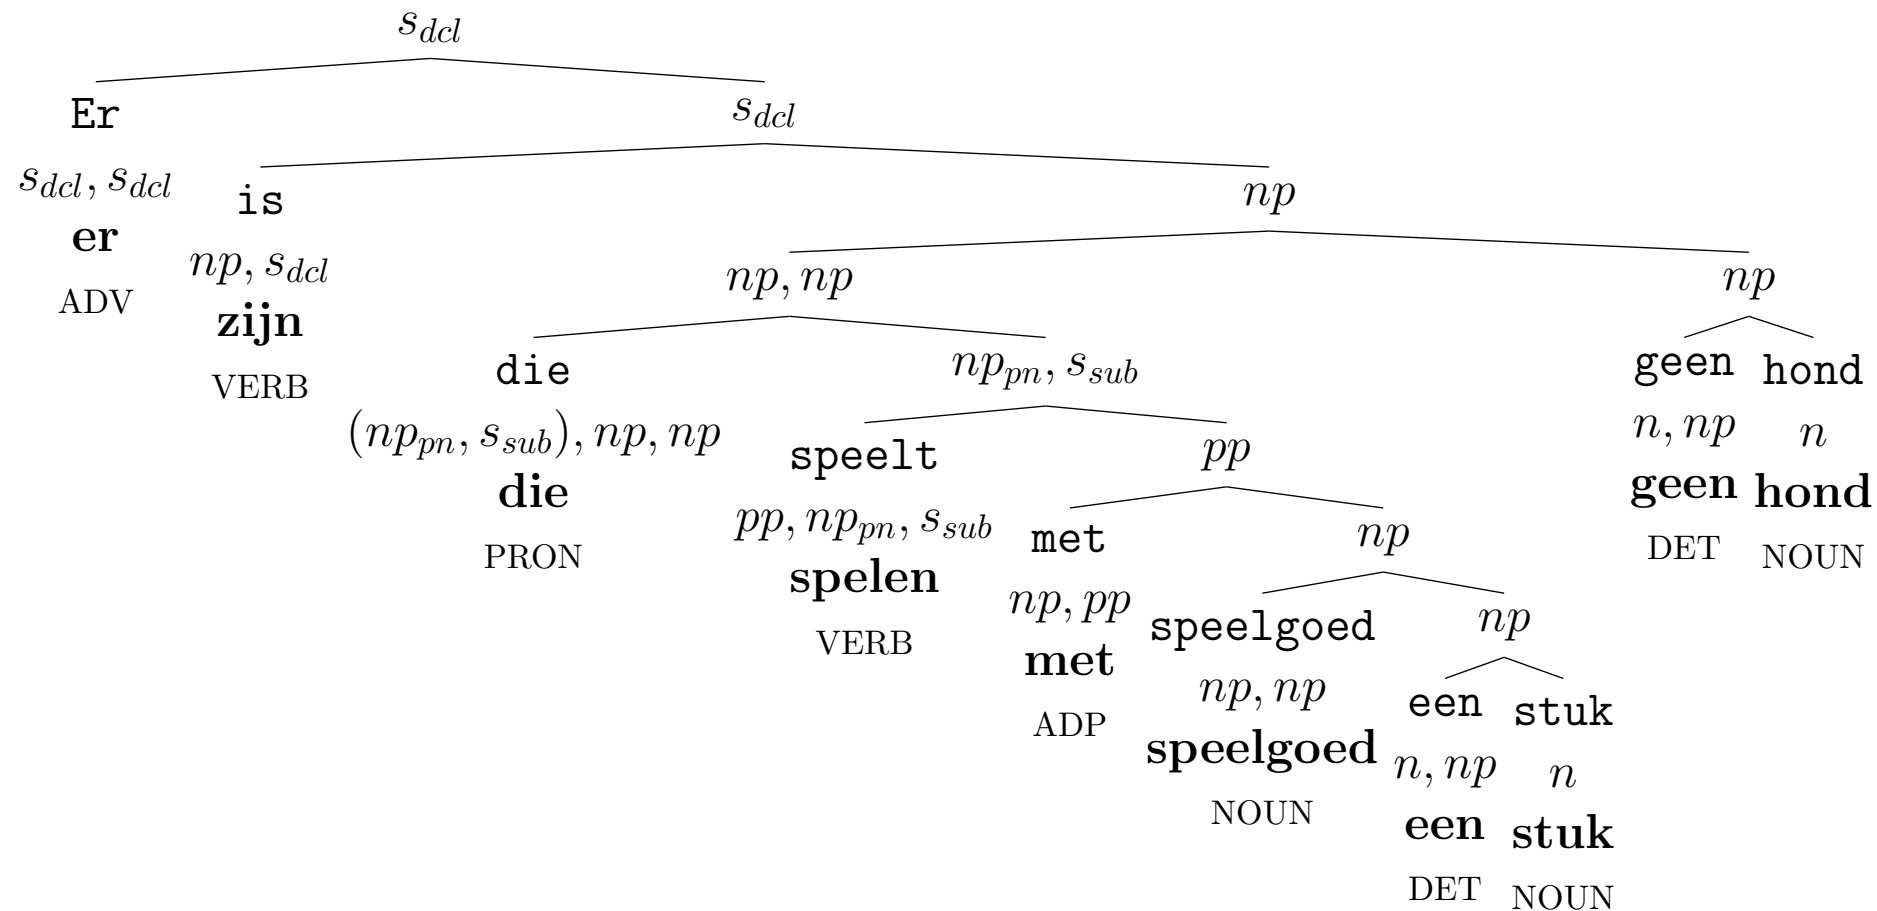 s_dcl
Er
s_dcl, s_dcl
er
ADV
s_dcl
is
np, s_dcl
zijn
VERB
np
np, np
die
(np_pn, s_sub), np, np
die
PRON
np_pn, s_sub
speelt
pp, np_pn, s_sub
spelen
VERB
pp
met
np, pp
met
ADP
np
speelgoed
np, np
speelgoed
NOUN
np
een
n, np
een
DET
stuk
n
stuk
NOUN
np
geen
n, np
geen
DET
hond
n
hond
NOUN